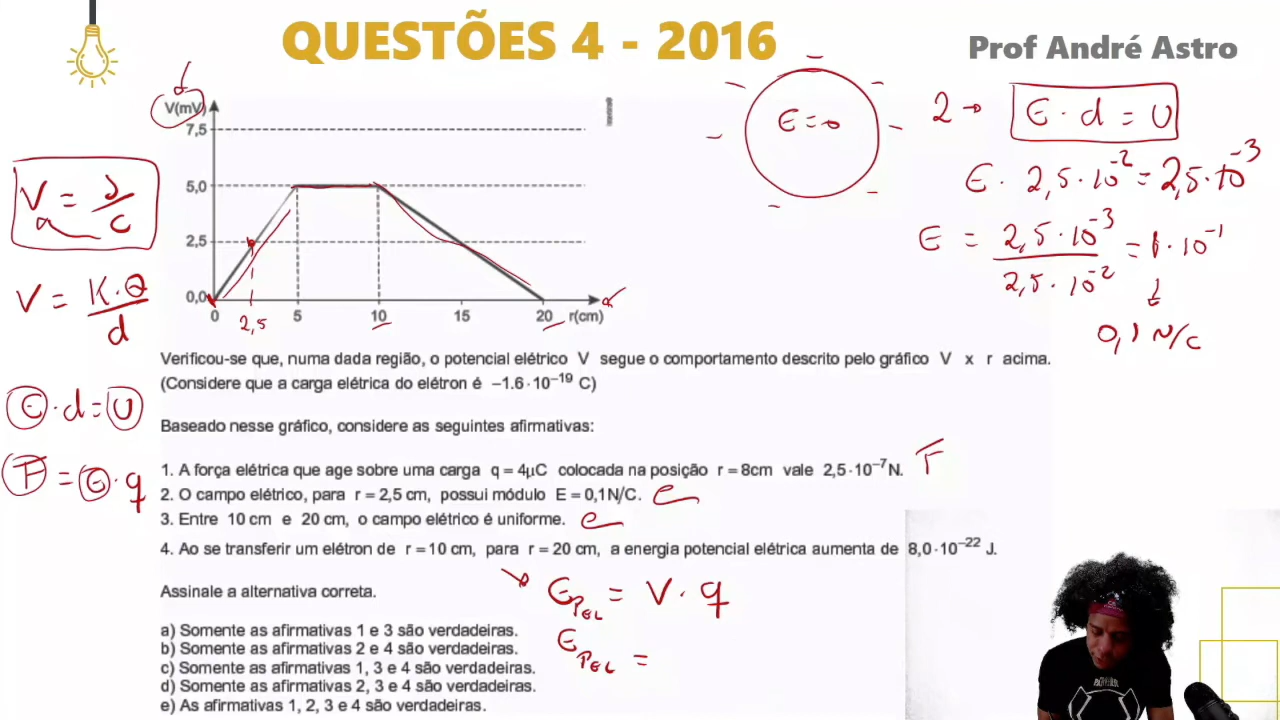 QUESTÕES 4 - 2016
Prof André Astro
V(mV)
7,5
5,0
2,5
0,0
0
2,5
5
10
15
20
r(cm)
V = J/C
V = K·Q/d
E·d=U
F = E·q
E=0
2→ E·d=U
E· 2,5·10⁻²=2,5·10⁻³
E = 2,5·10⁻³/2,5·10⁻² = 1·10⁻¹
0,1 N/C
Verificou-se que, numa dada região, o potencial elétrico V segue o comportamento descrito pelo gráfico V x r acima.
(Considere que a carga elétrica do elétron é −1.6·10⁻¹⁹ C)
Baseado nesse gráfico, considere as seguintes afirmativas:
1. A força elétrica que age sobre uma carga q = 4μC colocada na posição r = 8cm vale 2,5·10⁻⁷N. F
2. O campo elétrico, para r = 2,5 cm, possui módulo E = 0,1N/C. C
3. Entre 10 cm e 20 cm, o campo elétrico é uniforme. C
4. Ao se transferir um elétron de r = 10 cm, para r = 20 cm, a energia potencial elétrica aumenta de 8,0·10⁻²² J.
Assinale a alternativa correta.
→ EPEL = V·q
EPEL =
a) Somente as afirmativas 1 e 3 são verdadeiras.
b) Somente as afirmativas 2 e 4 são verdadeiras.
c) Somente as afirmativas 1, 3 e 4 são verdadeiras.
d) Somente as afirmativas 2, 3 e 4 são verdadeiras.
e) As afirmativas 1, 2, 3 e 4 são verdadeiras.